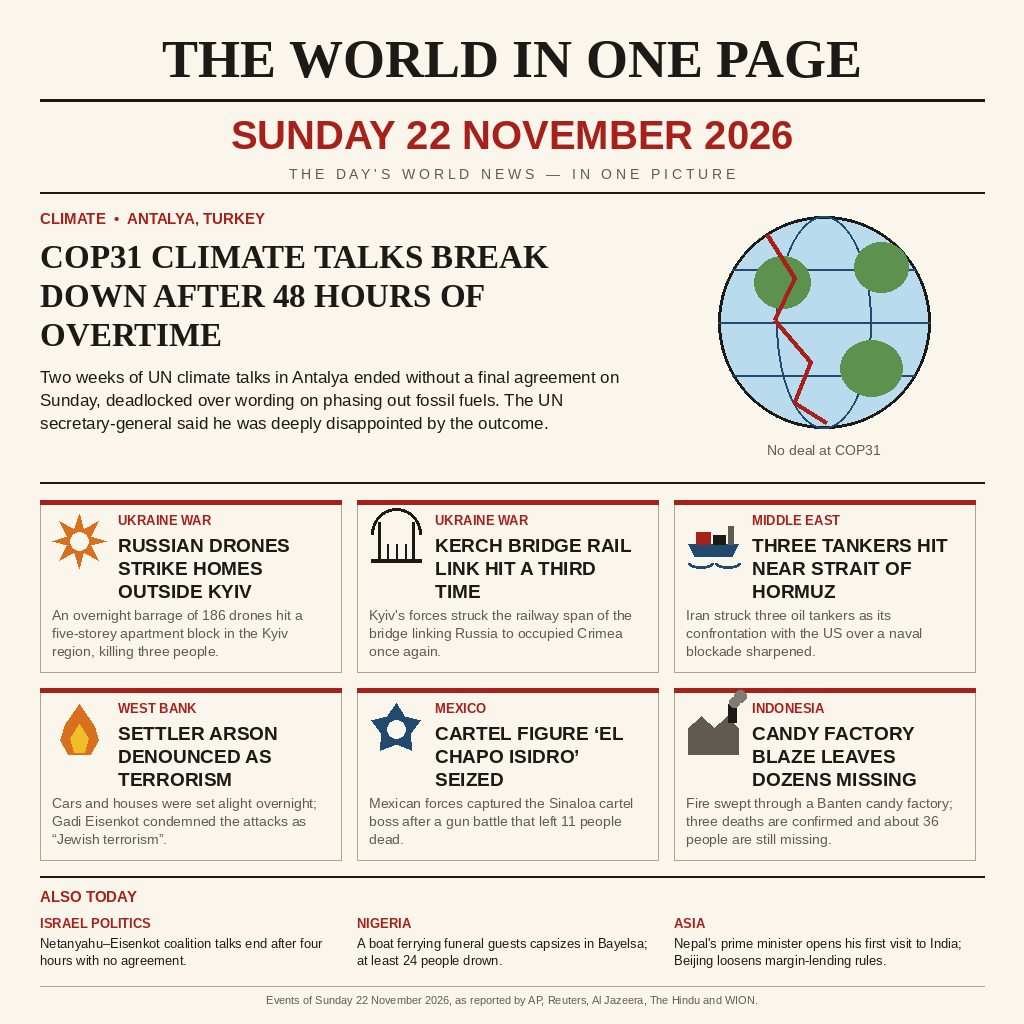 THE WORLD IN ONE PAGE
SUNDAY 22 NOVEMBER 2026
THE DAY'S WORLD NEWS — IN ONE PICTURE
CLIMATE • ANTALYA, TURKEY
COP31 CLIMATE TALKS BREAK
DOWN AFTER 48 HOURS OF
OVERTIME
Two weeks of UN climate talks in Antalya ended without a final agreement on
Sunday, deadlocked over wording on phasing out fossil fuels. The UN
secretary-general said he was deeply disappointed by the outcome.
No deal at COP31
UKRAINE WAR
RUSSIAN DRONES
STRIKE HOMES
OUTSIDE KYIV
An overnight barrage of 186 drones hit a
five-storey apartment block in the Kyiv
region, killing three people.
UKRAINE WAR
KERCH BRIDGE RAIL
LINK HIT A THIRD
TIME
Kyiv's forces struck the railway span of the
bridge linking Russia to occupied Crimea
once again.
MIDDLE EAST
THREE TANKERS HIT
NEAR STRAIT OF
HORMUZ
Iran struck three oil tankers as its
confrontation with the US over a naval
blockade sharpened.
WEST BANK
SETTLER ARSON
DENOUNCED AS
TERRORISM
Cars and houses were set alight overnight;
Gadi Eisenkot condemned the attacks as
“Jewish terrorism”.
MEXICO
CARTEL FIGURE ‘EL
CHAPO ISIDRO’
SEIZED
Mexican forces captured the Sinaloa cartel
boss after a gun battle that left 11 people
dead.
INDONESIA
CANDY FACTORY
BLAZE LEAVES
DOZENS MISSING
Fire swept through a Banten candy factory;
three deaths are confirmed and about 36
people are still missing.
ALSO TODAY
ISRAEL POLITICS
Netanyahu–Eisenkot coalition talks end after four
hours with no agreement.
NIGERIA
A boat ferrying funeral guests capsizes in Bayelsa;
at least 24 people drown.
ASIA
Nepal's prime minister opens his first visit to India;
Beijing loosens margin-lending rules.
Events of Sunday 22 November 2026, as reported by AP, Reuters, Al Jazeera, The Hindu and WION.